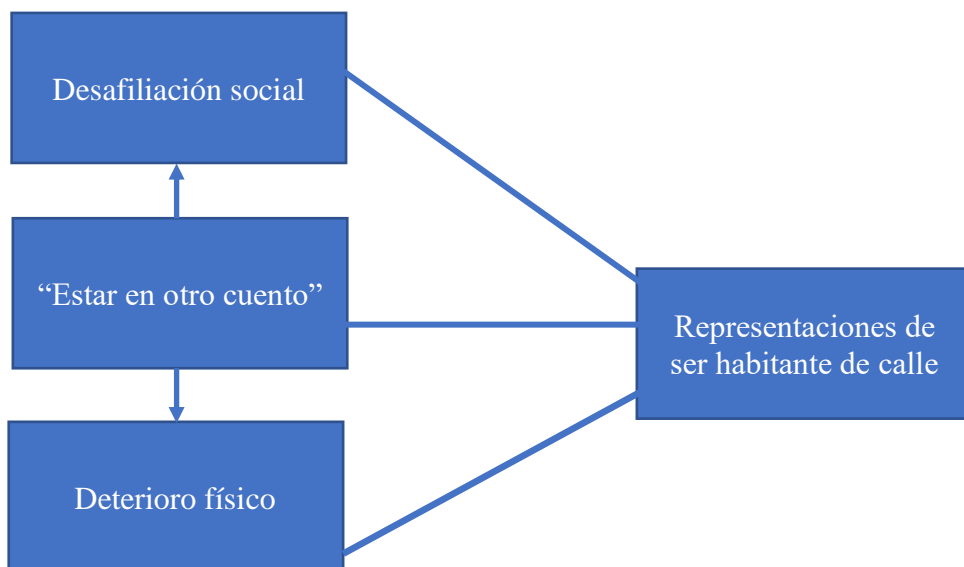 Desafiliación social
“Estar en otro cuento”
Representaciones de
ser habitante de calle
Deterioro físico